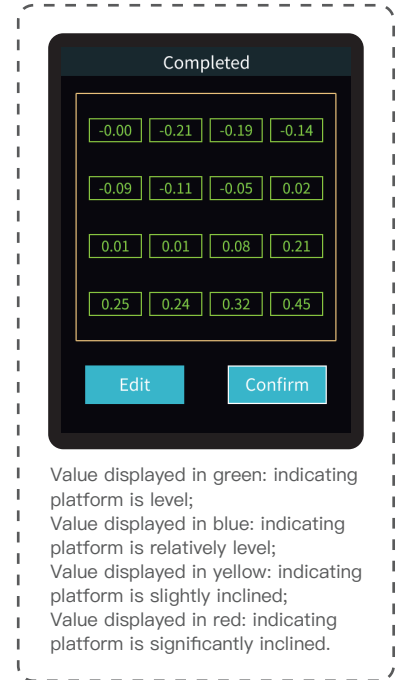 Completed
-0.00 -0.21 -0.19 -0.14
-0.09 -0.11 -0.05 0.02
0.01 0.01 0.08 0.21
0.25 0.24 0.32 0.45
Edit Confirm
Value displayed in green: indicating
platform is level;
Value displayed in blue: indicating
platform is relatively level;
Value displayed in yellow: indicating
platform is slightly inclined;
Value displayed in red: indicating
platform is significantly inclined.